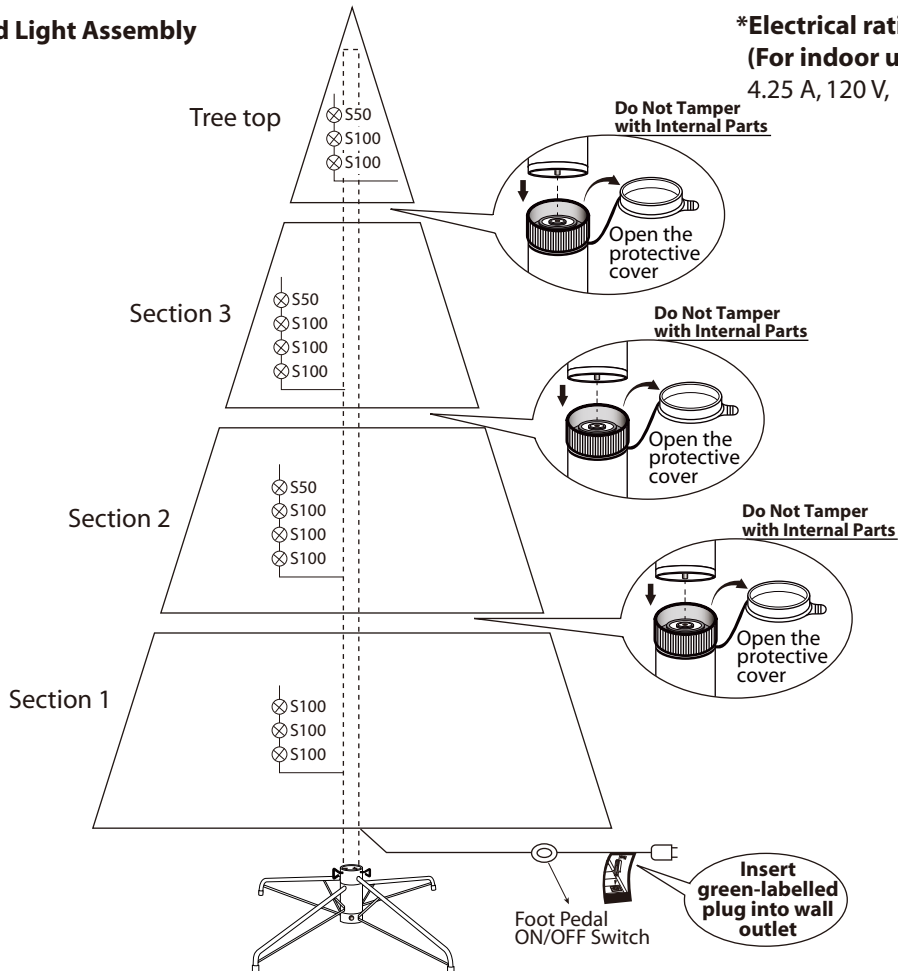 d Light Assembly
*Electrical rati
(For indoor u
4.25 A, 120 V,
Tree top
S50
S100
S100
Do Not Tamper
with Internal Parts
Open the
protective
cover
Section 3
S50
S100
S100
S100
Do Not Tamper
with Internal Parts
Open the
protective
cover
Section 2
S50
S100
S100
S100
Do Not Tamper
with Internal Parts
Open the
protective
cover
Section 1
S100
S100
S100
Foot Pedal
ON/OFF Switch
Insert
green-labelled
plug into wall
outlet